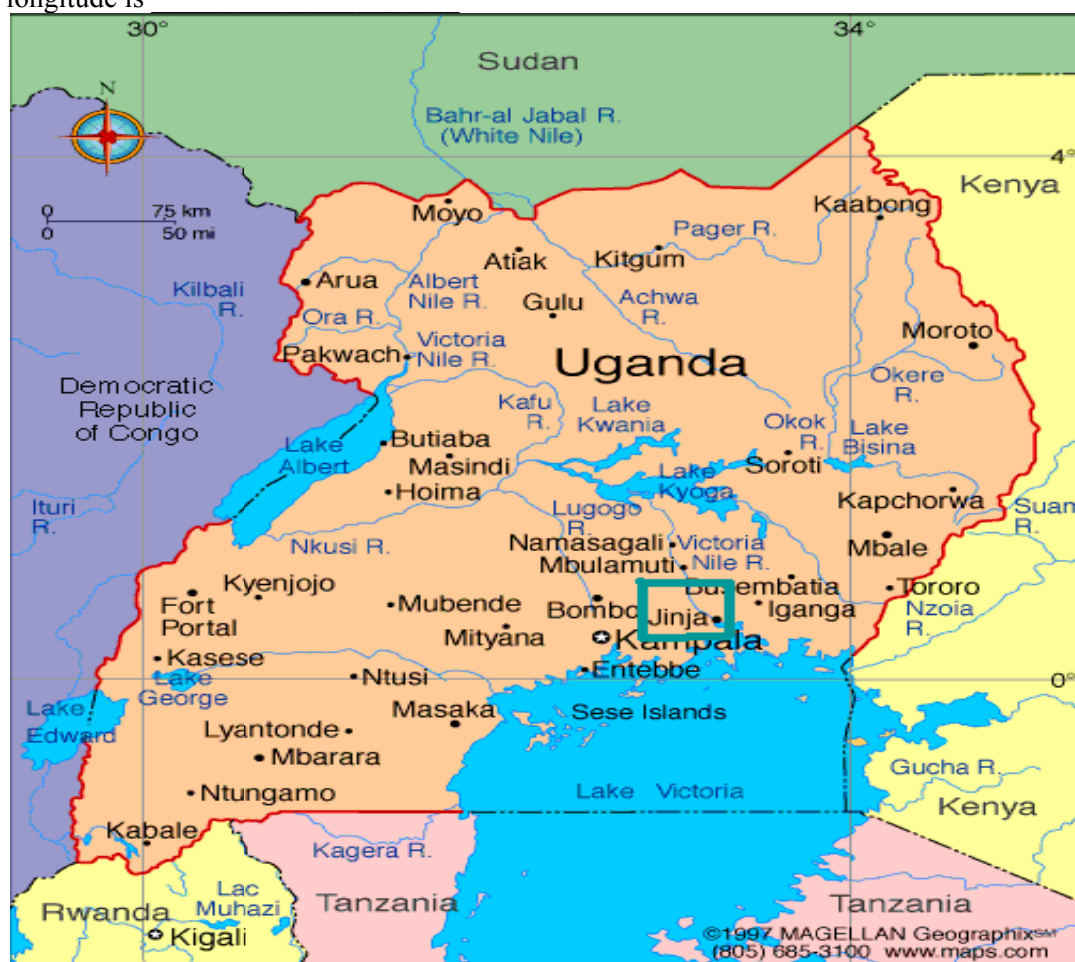 longitude is ______________________
30°
34°
Sudan
N
Bahr-al Jabal R.
(White Nile)
4°
Kenya
0 75 km
0 50 mi
Moyo
Kaabong
Pager R.
Atiak
Kitgum
Arua
Albert
Nile R.
Kilbali
R.
Gulu
Achwa
R.
Ora R.
Moroto
Pakwach
Victoria
Nile R.
Uganda
Okere
R.
Democratic
Republic
of Congo
Kafu
R.
Lake
Kwania
Okok
R.
Lake
Bisina
Lake
Albert
Butiaba
Masindi
Soroti
Lake
Kyoga
Hoima
Kapchorwa
Ituri
R.
Lugogo
R.
Suam
R.
Nkusi R.
Namasagali
Victoria
Nile R.
Mbale
Mbulamuti
Kyenjojo
Busembatia
Tororo
Fort
Portal
Mubende
Bombo
Jinja
Iganga
Nzoia
R.
Mityana
Kampala
Kasese
Entebbe
Lake
George
Ntusi
0°
Lake
Edward
Masaka
Sese Islands
Lyantonde
Mbarara
Gucha R.
Ntungamo
Lake Victoria
Kenya
Kabale
Kagera R.
Lac
Muhazi
Tanzania
Tanzania
Rwanda
Kigali
©1997 MAGELLAN Geographix℠
(805) 685-3100 www.maps.com